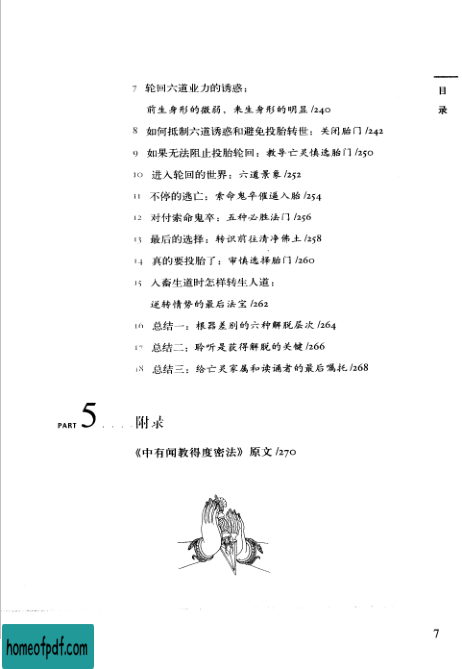 目
录
7 轮回六道业力的诱惑：
前生身形的微弱、来生身形的明显/240
8 如何抵制六道诱惑和避免投胎转世：关闭胎门/242
9 如果无法阻止投胎轮回：教导亡灵慎选胎门/250
10 进入轮回的世界：六道景象/252
11 不停的逃亡：索命鬼卒催逼入胎/254
12 对付索命鬼卒：五种必胜法门/256
13 最后的选择：转识前往清净佛土/258
14 真的要投胎了：审慎选择胎门/260
15 入畜生道时怎样转生人道：
逆转情势的最后法宝/262
16 总结一：根器差别的六种解脱层次/264
17 总结二：聆听是获得解脱的关键/266
18 总结三：给亡灵家属和读诵者的最后嘱托/268
PART 5 .... 附录
《中有闻教得度密法》原文/270
7
homeofpdf.com